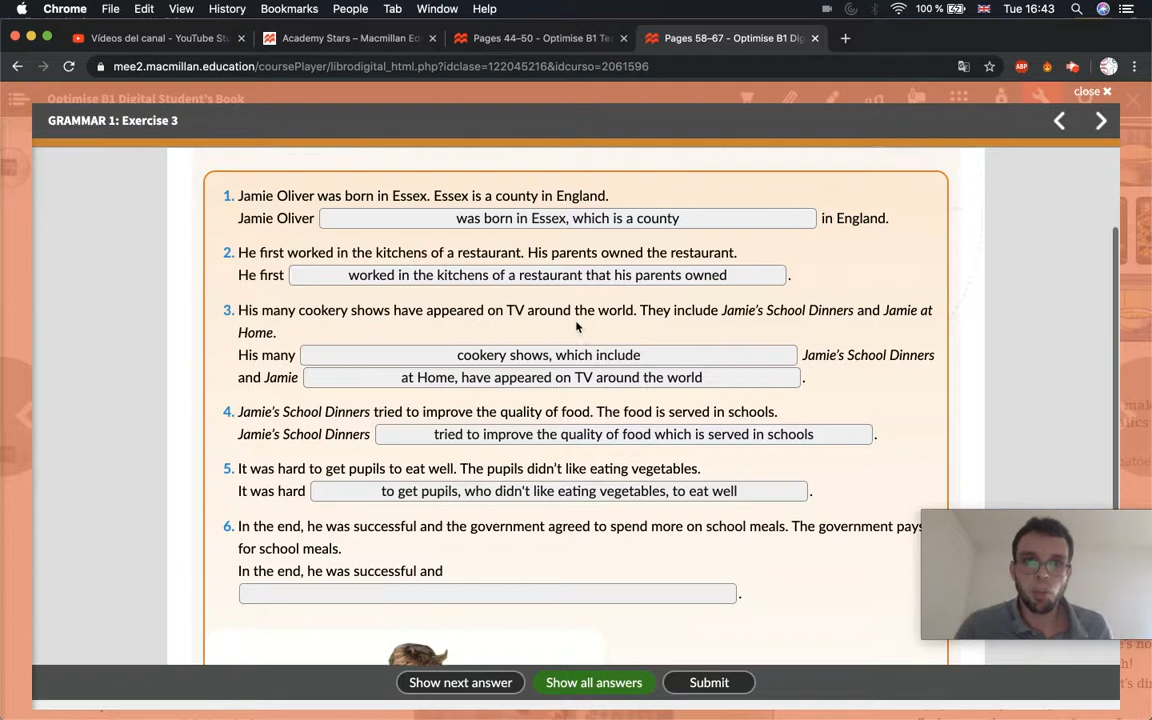 Chrome File Edit View History Bookmarks People Tab Window Help 100 % Tue 16:43
Vídeos del canal - YouTube St
Academy Stars – Macmillan Ed
Pages 44–50 - Optimise B1 Te
Pages 58–67 - Optimise B1 Dig
mee2.macmillan.education/coursePlayer/librodigital_html.php?idclase=122045216&idcurso=2061596
ABP
close
Optimise B1 Digital Student's Book
GRAMMAR 1: Exercise 3
1. Jamie Oliver was born in Essex. Essex is a county in England.
Jamie Oliver was born in Essex, which is a county in England.
2. He first worked in the kitchens of a restaurant. His parents owned the restaurant.
He first worked in the kitchens of a restaurant that his parents owned .
3. His many cookery shows have appeared on TV around the world. They include Jamie's School Dinners and Jamie at
Home.
His many cookery shows, which include Jamie's School Dinners
and Jamie at Home, have appeared on TV around the world .
4. Jamie's School Dinners tried to improve the quality of food. The food is served in schools.
Jamie's School Dinners tried to improve the quality of food which is served in schools .
5. It was hard to get pupils to eat well. The pupils didn't like eating vegetables.
It was hard to get pupils, who didn't like eating vegetables, to eat well .
6. In the end, he was successful and the government agreed to spend more on school meals. The government pays
for school meals.
In the end, he was successful and
.
Show next answer Show all answers Submit